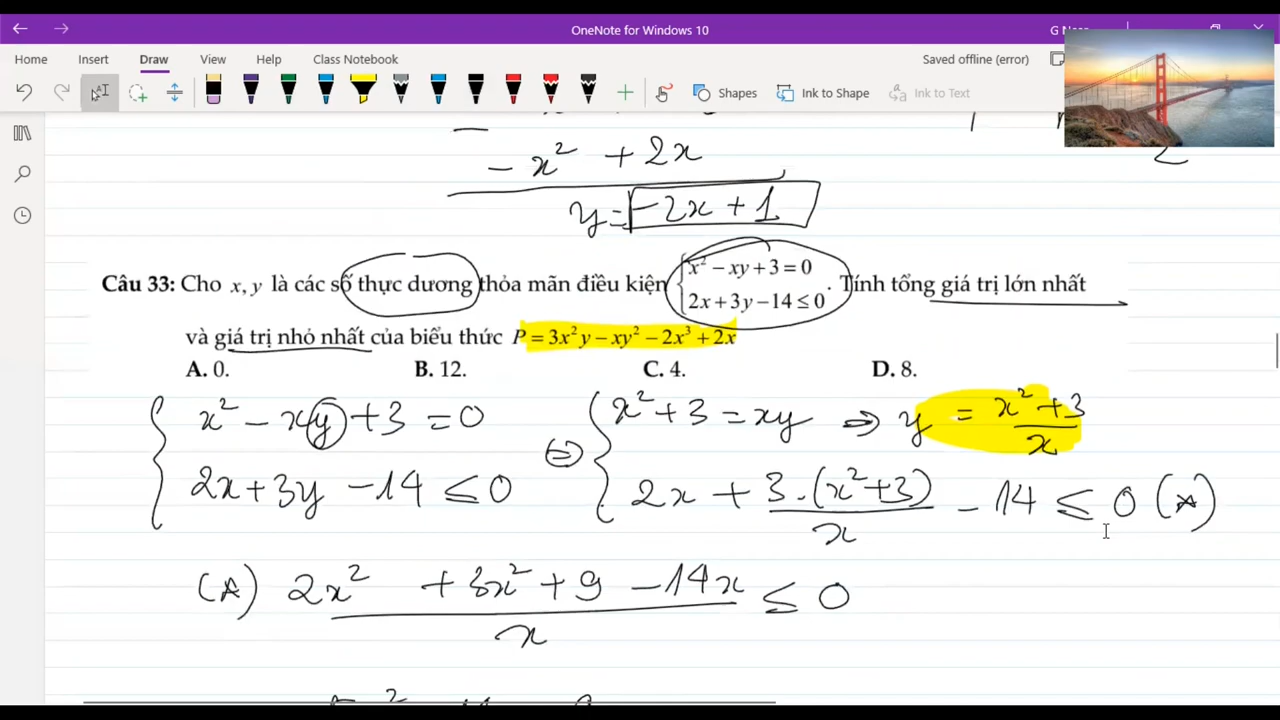 OneNote for Windows 10
Home Insert Draw View Help Class Notebook Saved offline (error)
Shapes Ink to Shape Ink to Text
- x² + 2x
y = -2x + 1
Câu 33: Cho x, y là các số thực dương thỏa mãn điều kiện { x² - xy + 3 = 0
2x + 3y - 14 ≤ 0 . Tính tổng giá trị lớn nhất
và giá trị nhỏ nhất của biểu thức P = 3x²y - xy² - 2x³ + 2x
A. 0. B. 12. C. 4. D. 8.
{ x² - xy + 3 = 0 ⇔ { x² + 3 = xy ⇒ y = (x² + 3)/x
2x + 3y - 14 ≤ 0 2x + 3.(x² + 3)/x - 14 ≤ 0 (*)
(*) (2x² + 3x² + 9 - 14x)/x ≤ 0